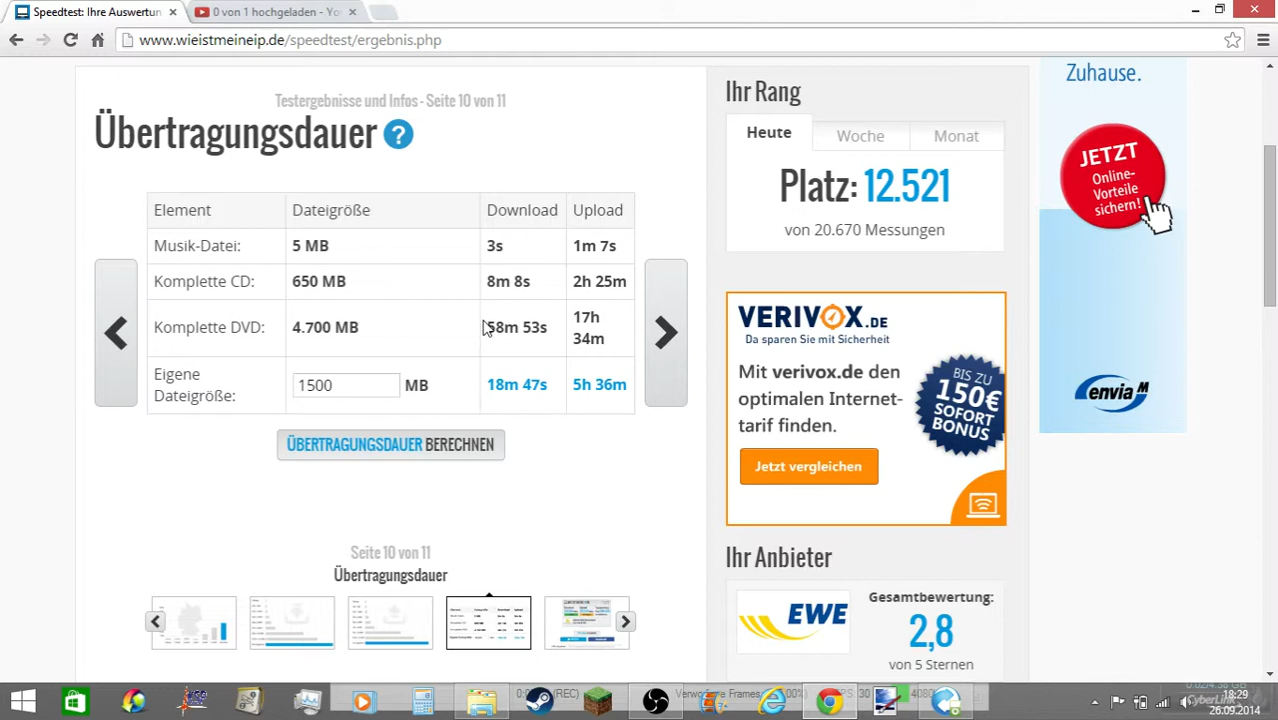 Speedtest: Ihre Auswertun
0 von 1 hochgeladen - Yo
www.wieistmeineip.de/speedtest/ergebnis.php
Testergebnisse und Infos - Seite 10 von 11
Übertragungsdauer ?
Element Dateigröße Download Upload
Musik-Datei: 5 MB 3s 1m 7s
Komplette CD: 650 MB 8m 8s 2h 25m
Komplette DVD: 4.700 MB 58m 53s 17h
34m
Eigene
Dateigröße: 1500 MB 18m 47s 5h 36m
ÜBERTRAGUNGSDAUER BERECHNEN
Seite 10 von 11
Übertragungsdauer
Ihr Rang
Heute Woche Monat
Platz: 12.521
von 20.670 Messungen
VERIVOX.DE
Da sparen Sie mit Sicherheit
Mit verivox.de den
optimalen Internet-
tarif finden.
BIS ZU
150€
SOFORT
BONUS
Jetzt vergleichen
Ihr Anbieter
EWE
Gesamtbewertung:
2,8
von 5 Sternen
Zuhause.
JETZT
Online-
Vorteile
sichern!
envia M
(REC)
18:29
26.09.2014
CyberLink